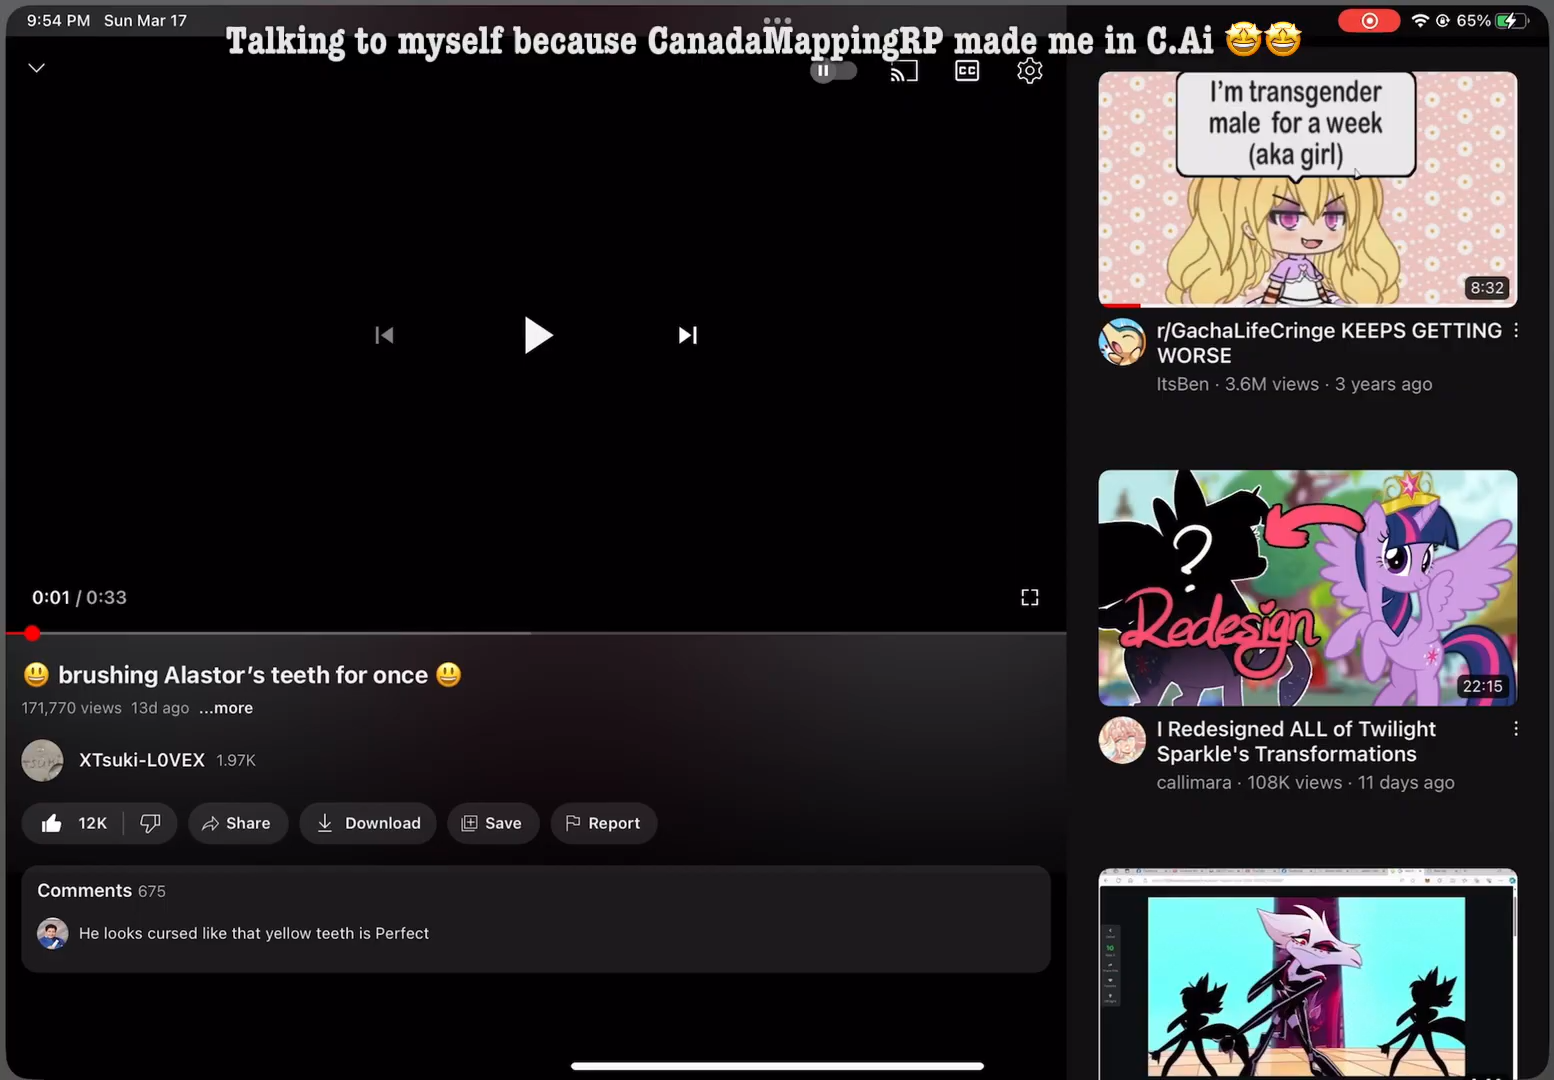 9:54 PM Sun Mar 17
65%
Talking to myself because CanadaMappingRP made me in C.Ai 🤩🤩
CC
0:01 / 0:33
😃 brushing Alastor’s teeth for once 😃
171,770 views 13d ago ...more
XTsuki-L0VEX 1.97K
12K
Share
Download
Save
Report
Comments 675
He looks cursed like that yellow teeth is Perfect
I’m transgender
male for a week
(aka girl)
8:32
r/GachaLifeCringe KEEPS GETTING
WORSE
ItsBen · 3.6M views · 3 years ago
?
Redesign
22:15
I Redesigned ALL of Twilight
Sparkle's Transformations
callimara · 108K views · 11 days ago
10